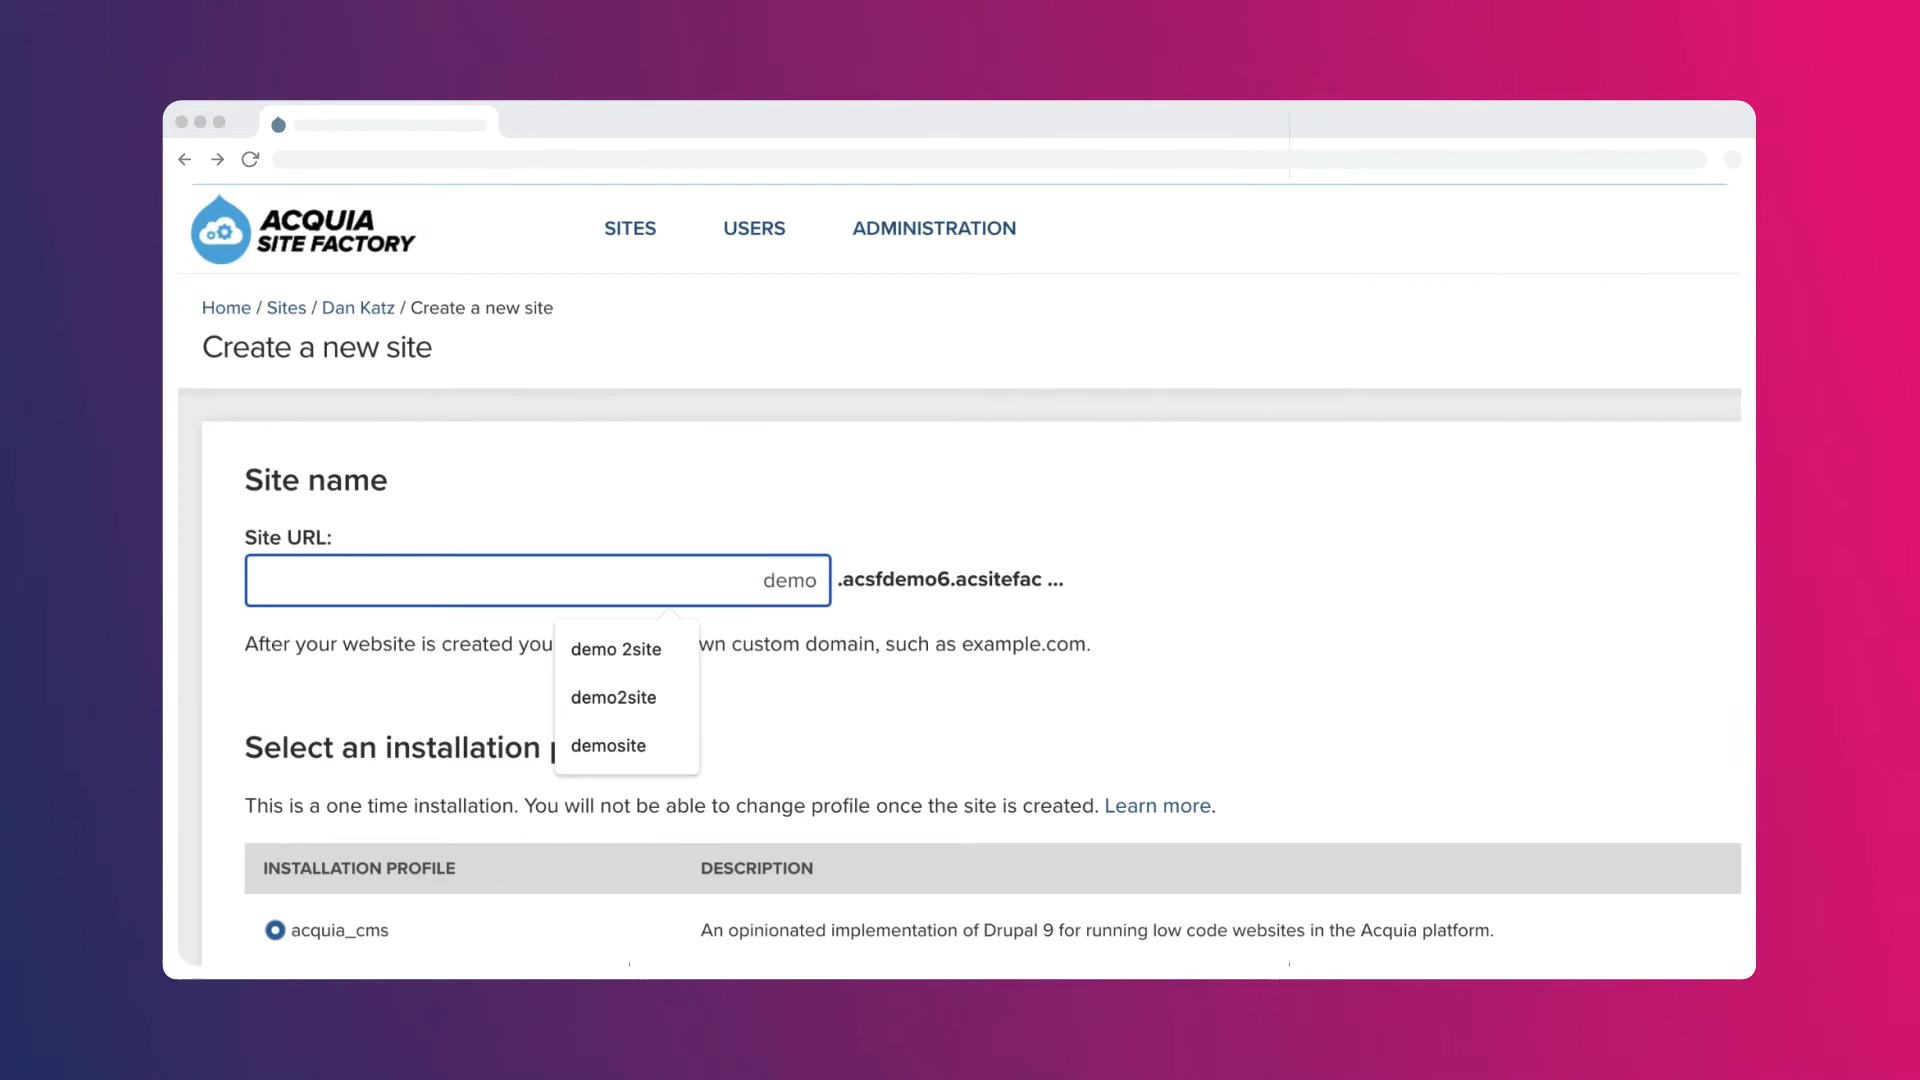 ACQUIA
SITE FACTORY
SITES
USERS
ADMINISTRATION
Home / Sites / Dan Katz / Create a new site
Create a new site
Site name
Site URL:
demo
.acsfdemo6.acsitefac ...
After your website is created you
wn custom domain, such as example.com.
demo 2site
demo2site
demosite
Select an installation p
This is a one time installation. You will not be able to change profile once the site is created. Learn more.
INSTALLATION PROFILE
DESCRIPTION
acquia_cms
An opinionated implementation of Drupal 9 for running low code websites in the Acquia platform.